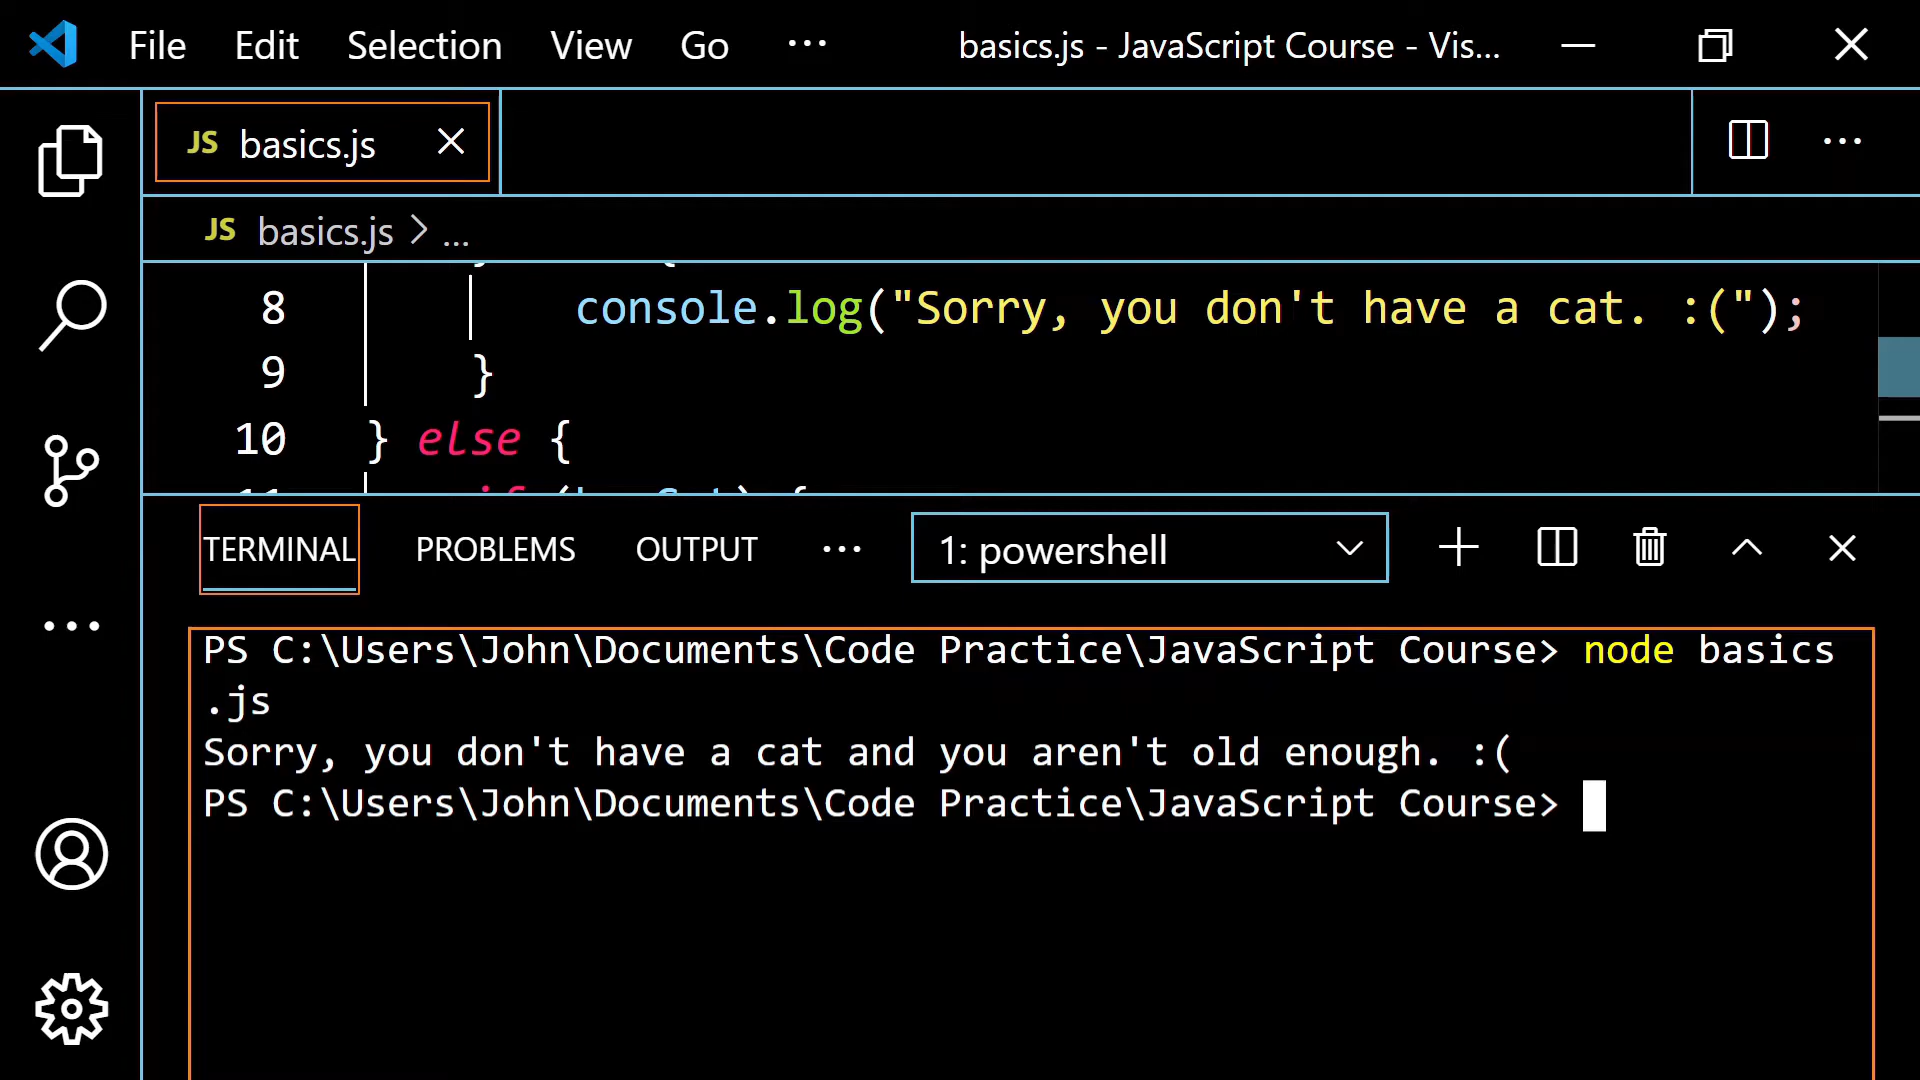 File Edit Selection View Go ··· basics.js - JavaScript Course - Vis...
JS basics.js
JS basics.js > ...
8 console.log("Sorry, you don't have a cat. :(");
9 }
10 } else {
TERMINAL PROBLEMS OUTPUT ··· 1: powershell
PS C:\Users\John\Documents\Code Practice\JavaScript Course> node basics
.js
Sorry, you don't have a cat and you aren't old enough. :(
PS C:\Users\John\Documents\Code Practice\JavaScript Course>